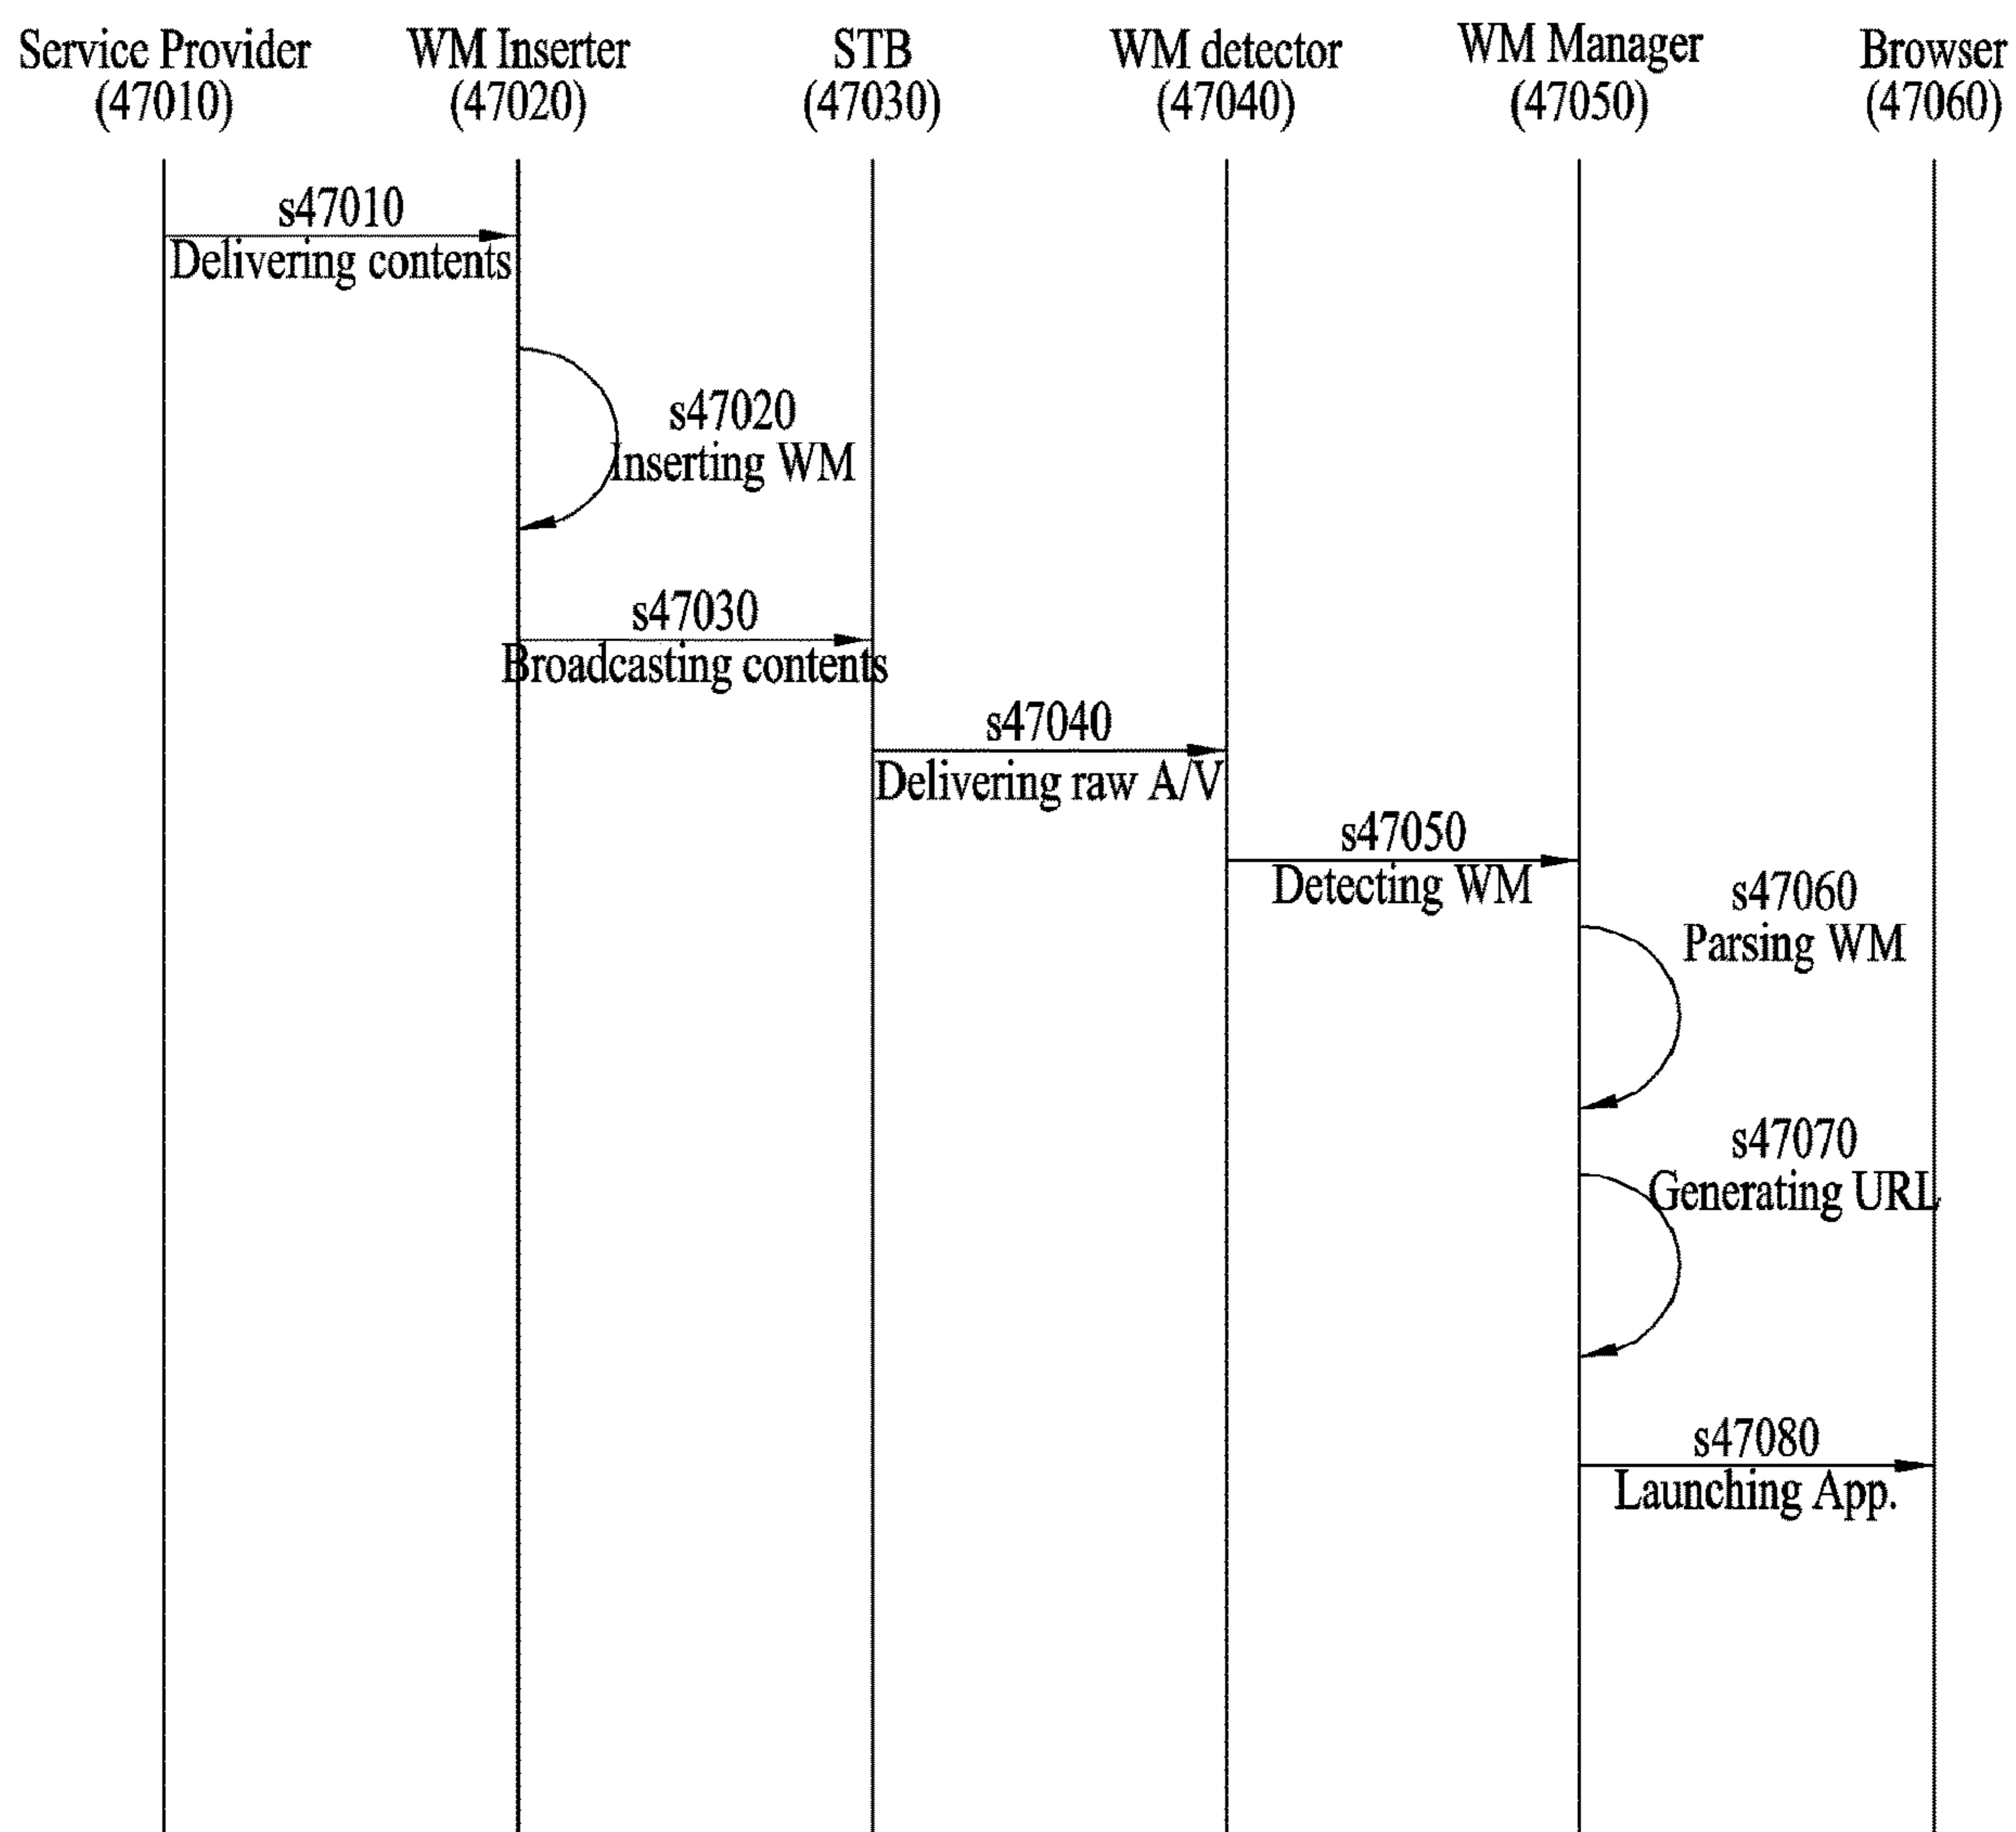 Service Provider
(47010)
WM Inserter
(47020)
STB
(47030)
WM detector
(47040)
WM Manager
(47050)
Browser
(47060)
s47010
Delivering contents
s47020
Inserting WM
s47030
Broadcasting contents
s47040
Delivering raw A/V
s47050
Detecting WM
s47060
Parsing WM
s47070
Generating URL
s47080
Launching App.